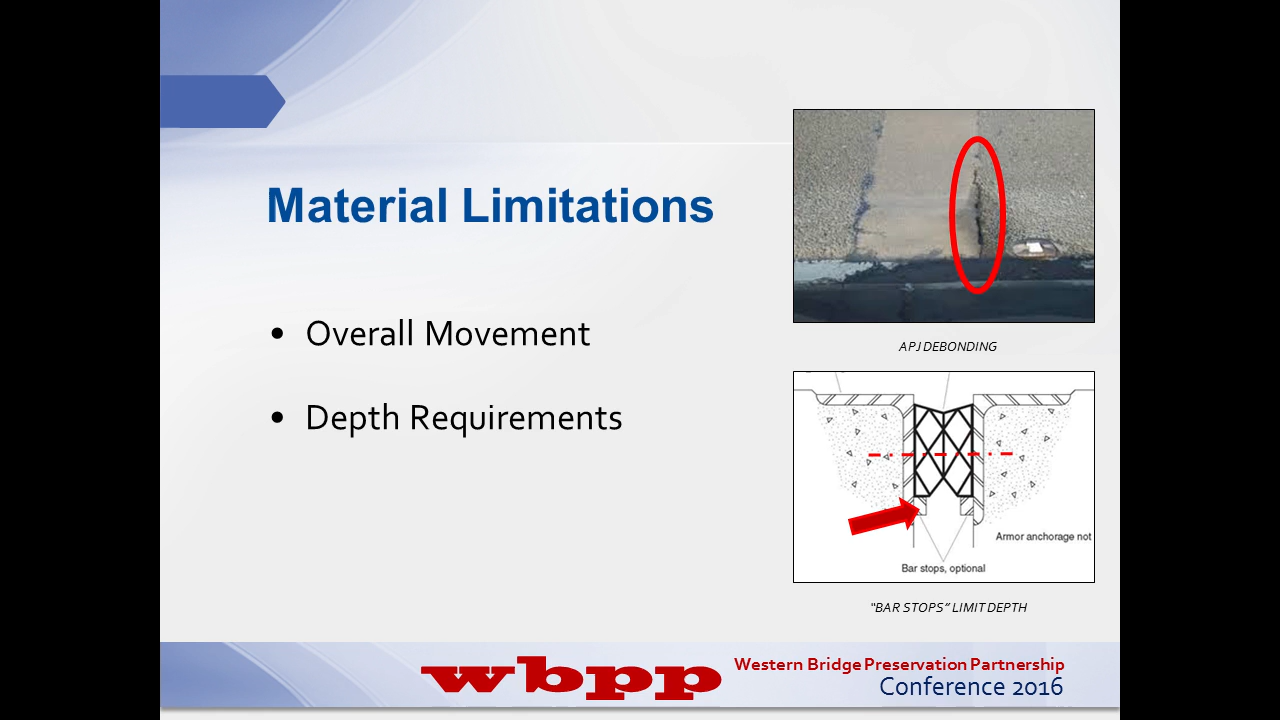 Material Limitations
• Overall Movement
• Depth Requirements
APJ DEBONDING
Armor anchorage not
Bar stops, optional
"BAR STOPS” LIMIT DEPTH
wbpp
Western Bridge Preservation Partnership
Conference 2016